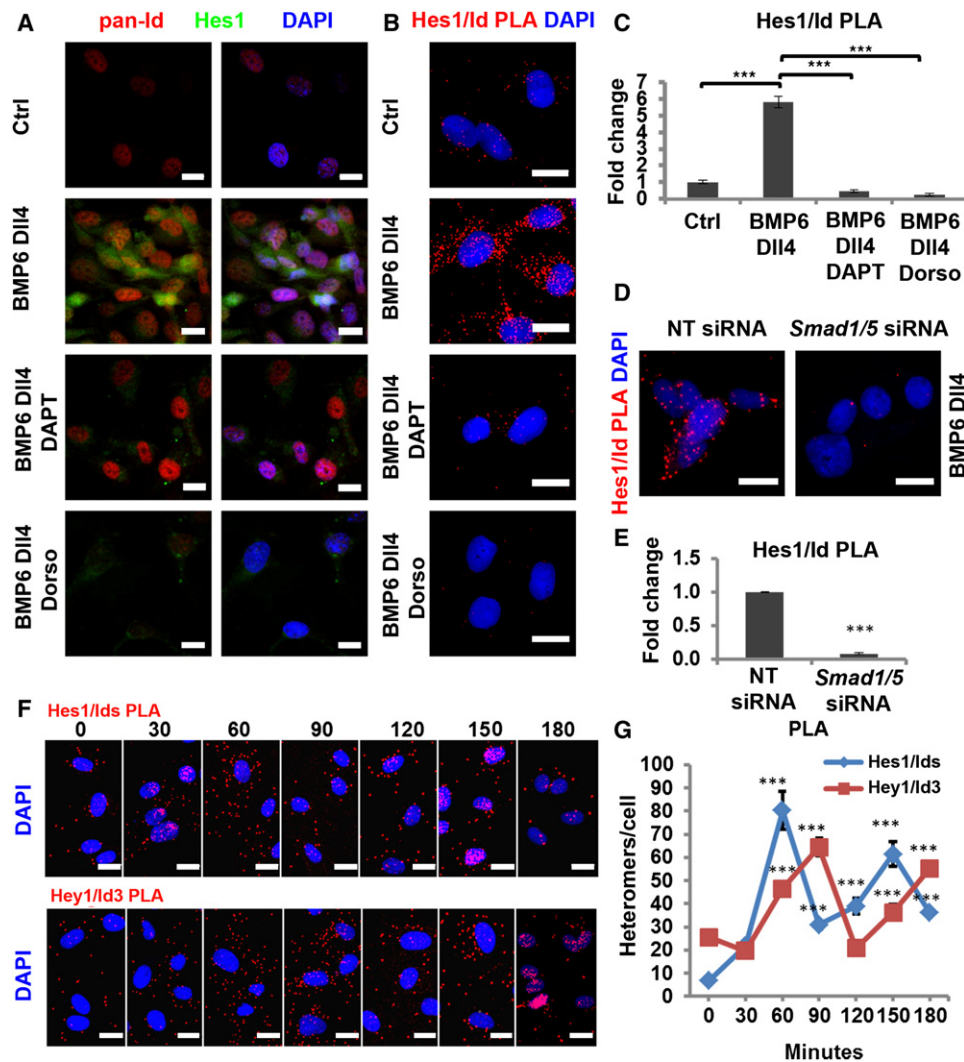 A
pan-Id Hes1 DAPI
Ctrl
BMP6 Dll4
BMP6 Dll4
DAPT
BMP6 Dll4
Dorso
B
Hes1/Id PLA DAPI
Ctrl
BMP6 Dll4
BMP6 Dll4
DAPT
BMP6 Dll4
Dorso
C
Hes1/Id PLA
***
***
***
Fold change
7
6
5
4
3
2
1
0
Ctrl
BMP6
Dll4
BMP6
Dll4
DAPT
BMP6
Dll4
Dorso
D
NT siRNA Smad1/5 siRNA
Hes1/Id PLA DAPI
BMP6 Dll4
E
Hes1/Id PLA
Fold change
1.5
1.0
0.5
0.0
***
NT
siRNA
Smad1/5
siRNA
F
Hes1/Ids PLA
0 30 60 90 120 150 180
DAPI
Hey1/Id3 PLA
DAPI
G
PLA
Hes1/Ids
Hey1/Id3
Heteromers/cell
100
90
80
70
60
50
40
30
20
10
0
***
***
***
***
***
***
***
***
***
0 30 60 90 120 150 180
Minutes